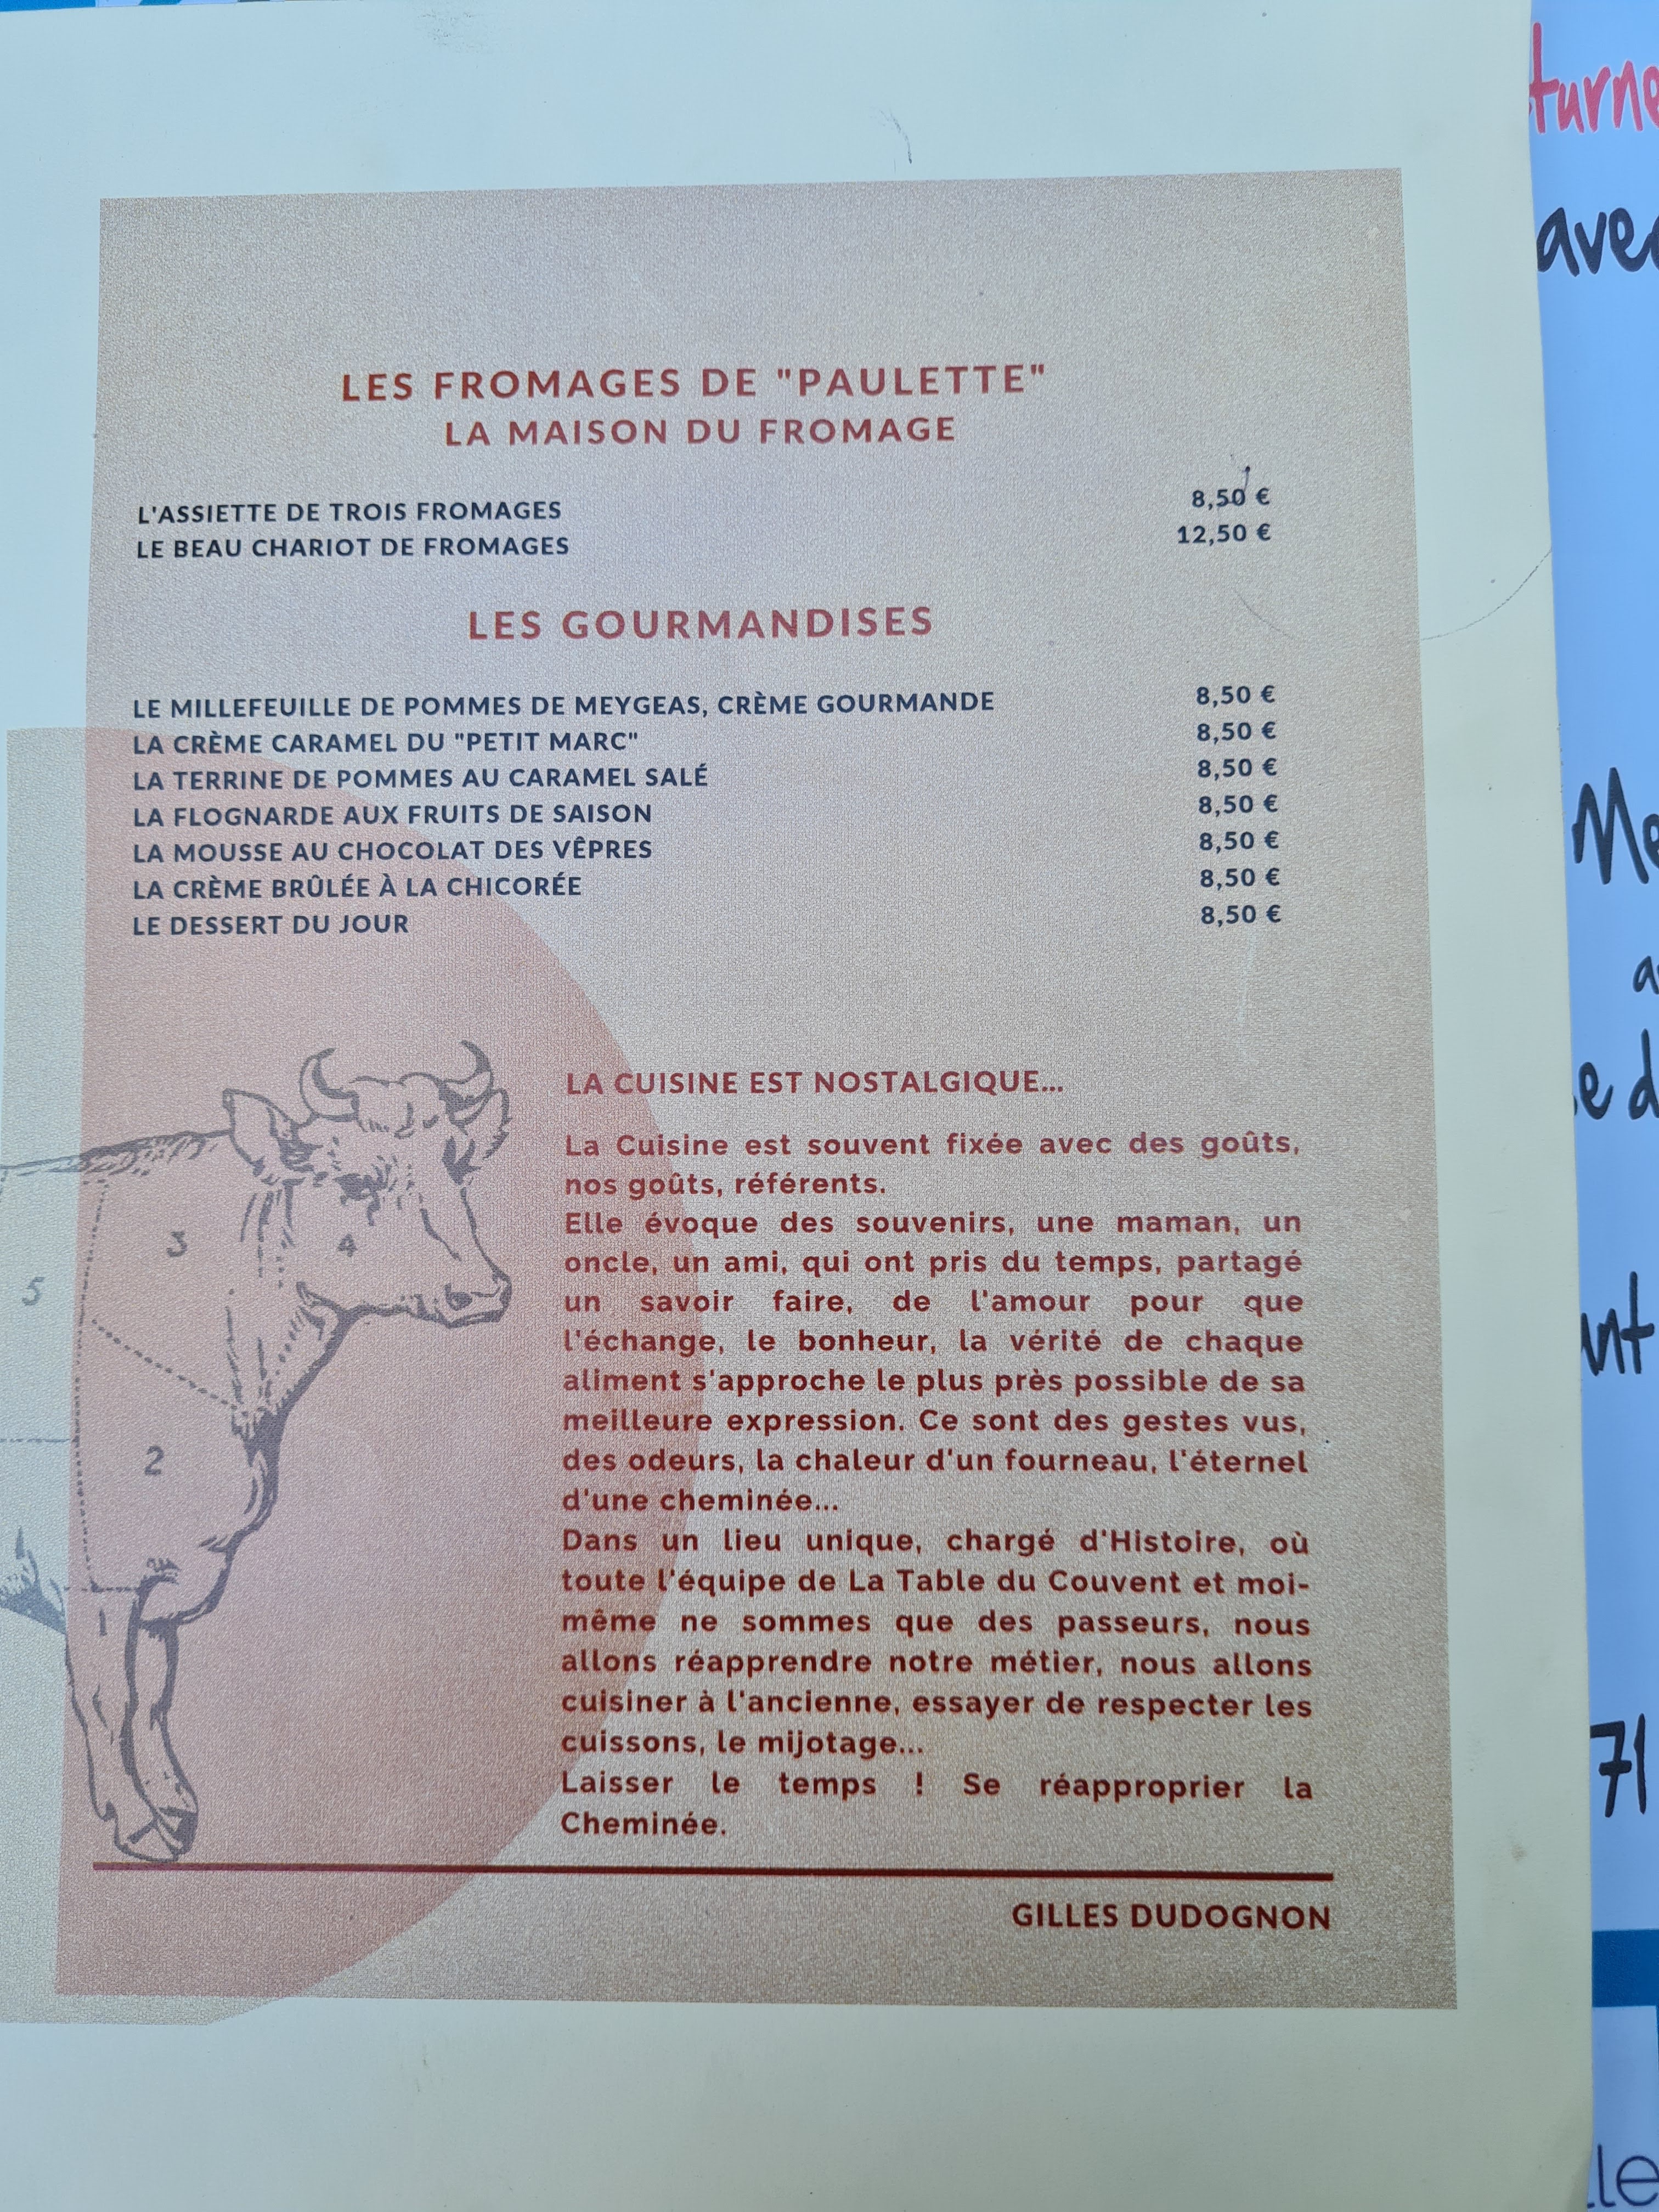 LES FROMAGES DE "PAULETTE"
LA MAISON DU FROMAGE
L'ASSIETTE DE TROIS FROMAGES 8,50 €
LE BEAU CHARIOT DE FROMAGES 12,50 €
LES GOURMANDISES
LE MILLEFEUILLE DE POMMES DE MEYGEAS, CRÈME GOURMANDE 8,50 €
LA CRÈME CARAMEL DU "PETIT MARC" 8,50 €
LA TERRINE DE POMMES AU CARAMEL SALÉ 8,50 €
LA FLOGNARDE AUX FRUITS DE SAISON 8,50 €
LA MOUSSE AU CHOCOLAT DES VÊPRES 8,50 €
LA CRÈME BRÛLÉE À LA CHICORÉE 8,50 €
LE DESSERT DU JOUR 8,50 €
LA CUISINE EST NOSTALGIQUE...
La Cuisine est souvent fixée avec des goûts,
nos goûts, référents.
Elle évoque des souvenirs, une maman, un
oncle, un ami, qui ont pris du temps, partagé
un savoir faire, de l'amour pour que
l'échange, le bonheur, la vérité de chaque
aliment s'approche le plus près possible de sa
meilleure expression. Ce sont des gestes vus,
des odeurs, la chaleur d'un fourneau, l'éternel
d'une cheminée...
Dans un lieu unique, chargé d'Histoire, où
toute l'équipe de La Table du Couvent et moi-
même ne sommes que des passeurs, nous
allons réapprendre notre métier, nous allons
cuisiner à l'ancienne, essayer de respecter les
cuissons, le mijotage...
Laisser le temps ! Se réapproprier la
Cheminée.
GILLES DUDOGNON
5
3
4
2
1
71